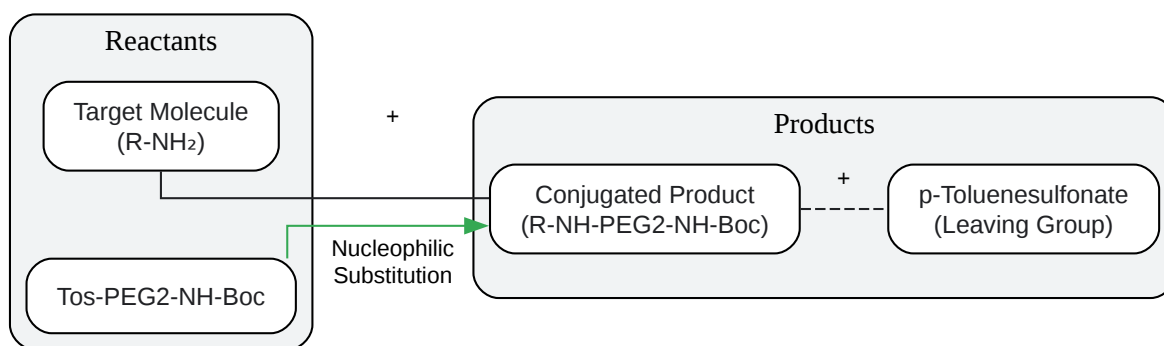 Reactants
Target Molecule
(R-NH₂)
+
Products
Conjugated Product
(R-NH-PEG2-NH-Boc)
+
p-Toluenesulfonate
(Leaving Group)
Nucleophilic
Substitution
Tos-PEG2-NH-Boc